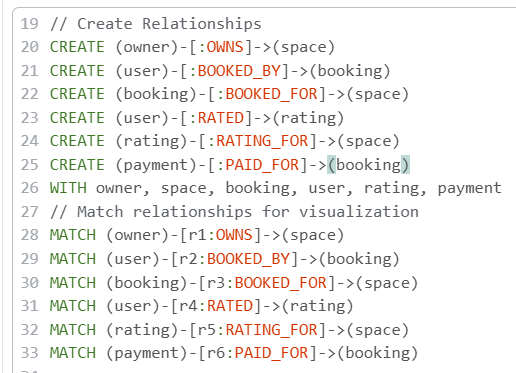 19 // Create Relationships
20 CREATE (owner)-[:OWNS]->(space)
21 CREATE (user)-[:BOOKED_BY]->(booking)
22 CREATE (booking)-[:BOOKED_FOR]->(space)
23 CREATE (user)-[:RATED]->(rating)
24 CREATE (rating)-[:RATING_FOR]->(space)
25 CREATE (payment)-[:PAID_FOR]->(booking)
26 WITH owner, space, booking, user, rating, payment
27 // Match relationships for visualization
28 MATCH (owner)-[r1:OWNS]->(space)
29 MATCH (user)-[r2:BOOKED_BY]->(booking)
30 MATCH (booking)-[r3:BOOKED_FOR]->(space)
31 MATCH (user)-[r4:RATED]->(rating)
32 MATCH (rating)-[r5:RATING_FOR]->(space)
33 MATCH (payment)-[r6:PAID_FOR]->(booking)